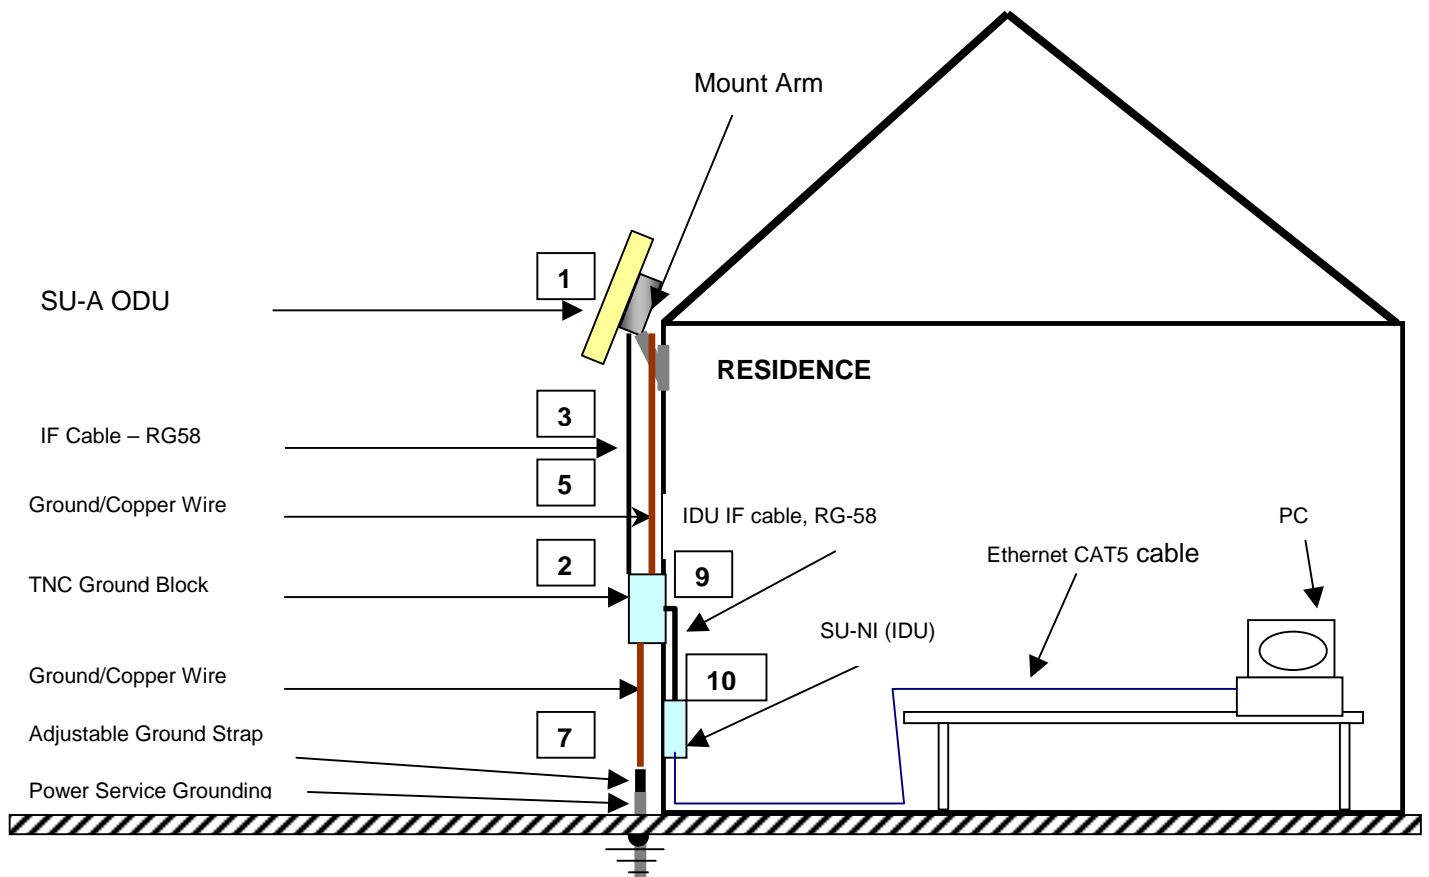 Mount Arm
1
SU-A ODU
RESIDENCE
3
IF Cable – RG58
5
Ground/Copper Wire
IDU IF cable, RG-58
PC
Ethernet CAT5 cable
2
9
TNC Ground Block
SU-NI (IDU)
Ground/Copper Wire
10
Adjustable Ground Strap
7
Power Service Grounding